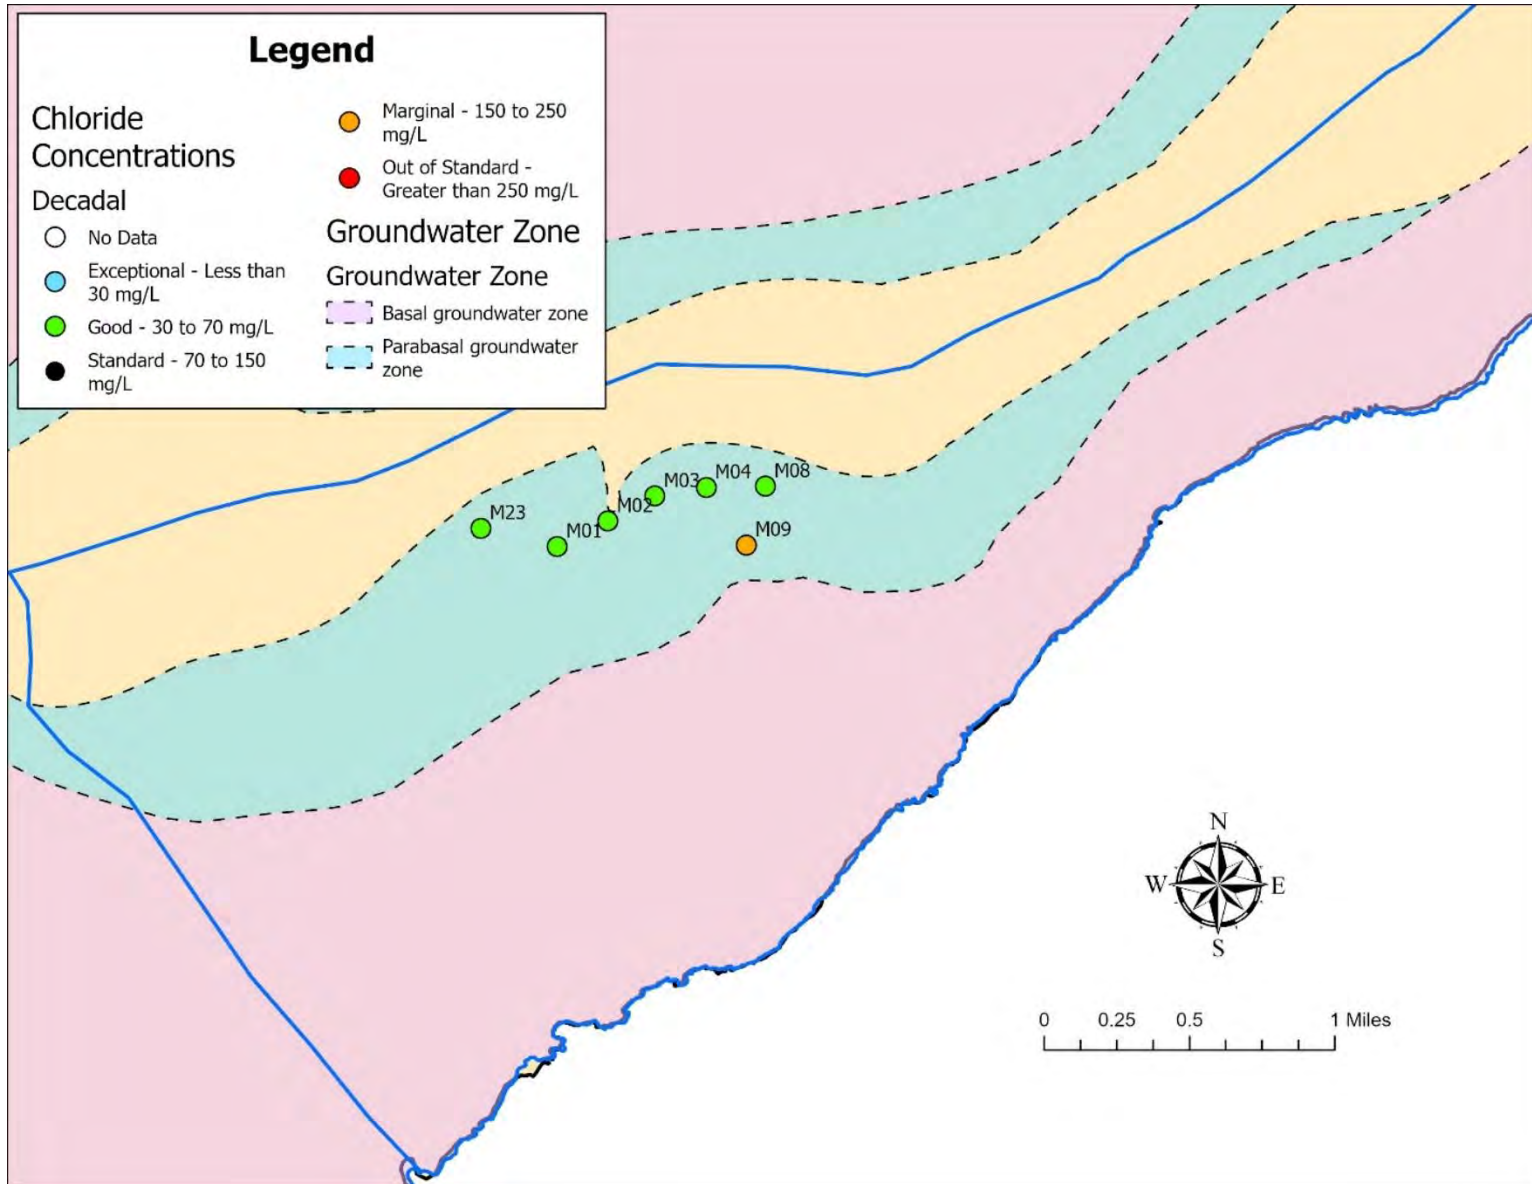 Legend
Chloride
Concentrations
Decadal
No Data
Exceptional - Less than
30 mg/L
Good - 30 to 70 mg/L
Standard - 70 to 150
mg/L
Marginal - 150 to 250
mg/L
Out of Standard -
Greater than 250 mg/L
Groundwater Zone
Groundwater Zone
Basal groundwater zone
Parabasal groundwater
zone
M23
M01
M02
M03
M04
M08
M09
N
W
E
S
0 0.25 0.5 1 Miles